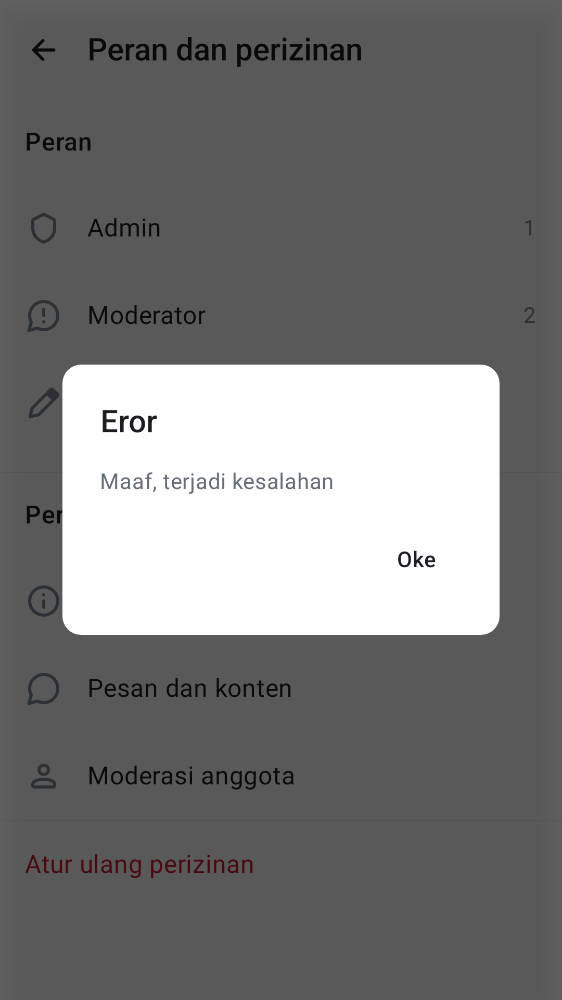 Peran dan perizinan
Peran
Admin
1
Moderator
2
Eror
Maaf, terjadi kesalahan
Oke
Pesan dan konten
Moderasi anggota
Atur ulang perizinan